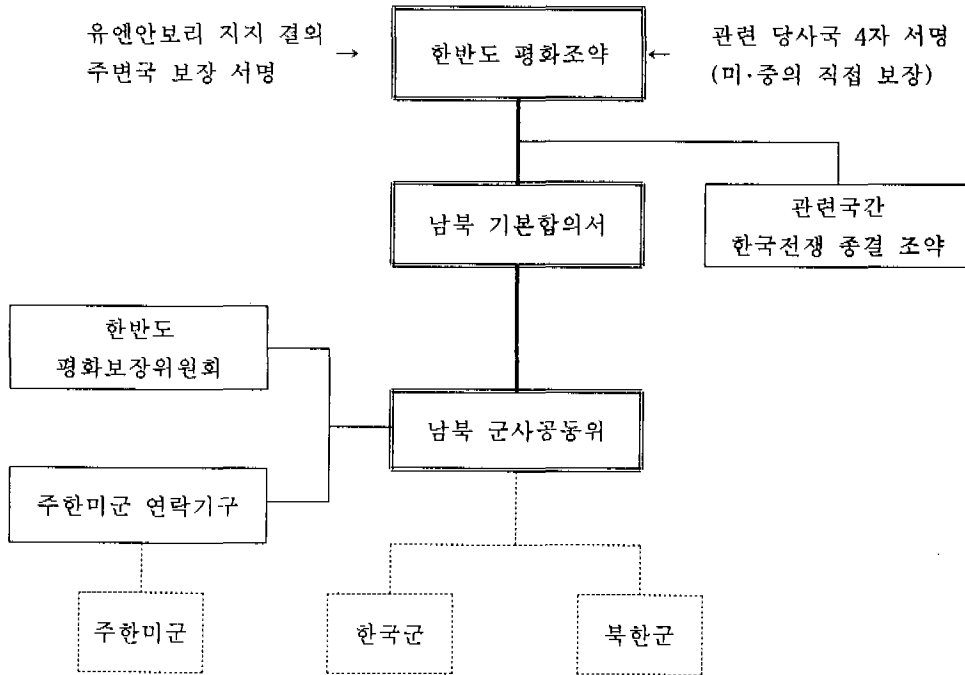 유엔안보리 지지 결의
주변국 보장 서명
→
한반도 평화조약
←
관련 당사국 4자 서명
(미·중의 직접 보장)
남북 기본합의서
관련국간
한국전쟁 종결 조약
한반도
평화보장위원회
남북 군사공동위
주한미군 연락기구
주한미군
한국군
북한군